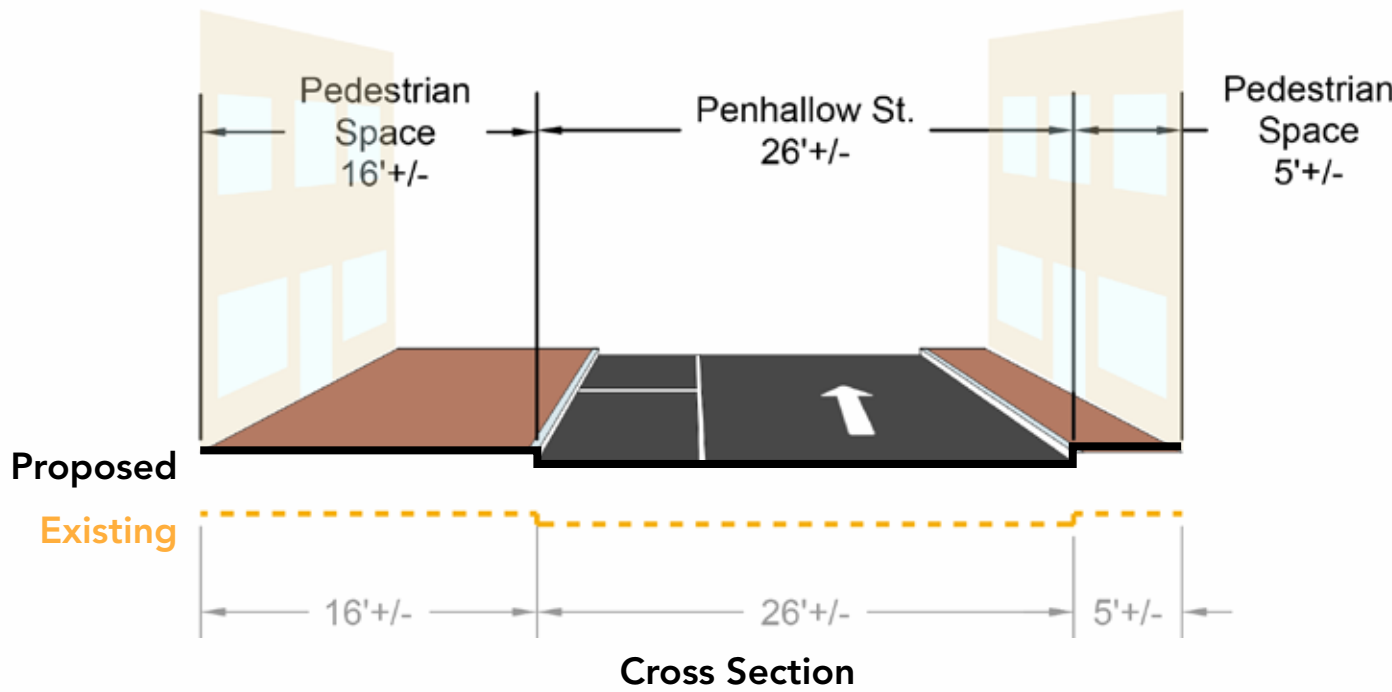 Pedestrian
Space
16'+/-
Penhallow St.
26'+/-
Pedestrian
Space
5'+/-
Proposed
Existing
16'+/-
26'+/-
5'+/-
Cross Section